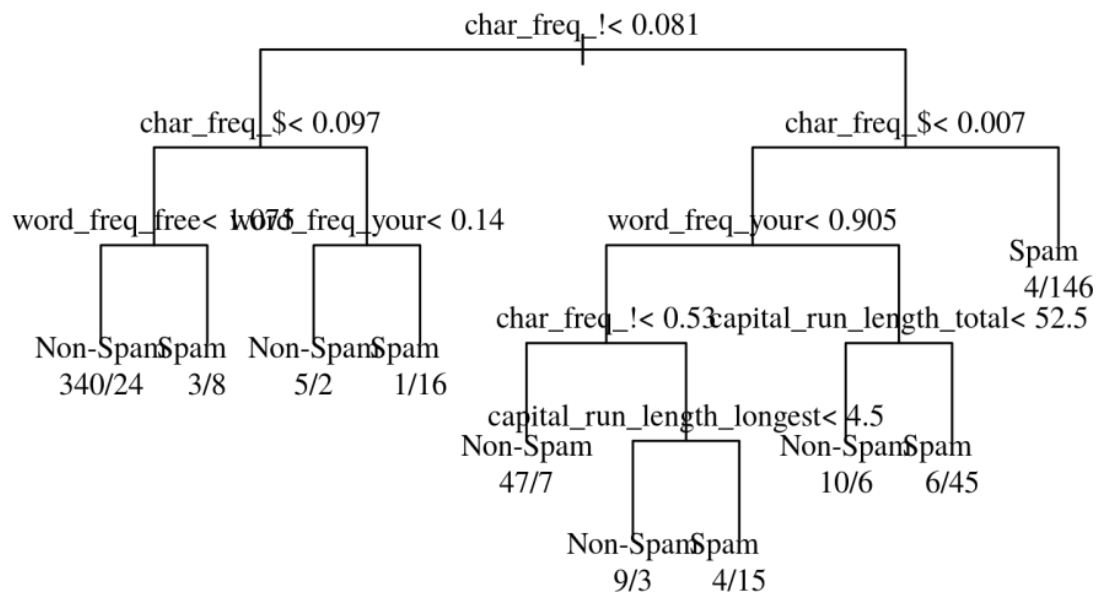 char_freq_!< 0.081
char_freq_$< 0.097
char_freq_$< 0.007
word_freq_free< 1.075
word_freq_your< 0.14
word_freq_your< 0.905
Spam
4/146
char_freq_!< 0.53
capital_run_length_total< 52.5
Non-Spam
340/24
Spam
3/8
Non-Spam
5/2
Spam
1/16
capital_run_length_longest< 4.5
Non-Spam
47/7
Non-Spam
10/6
Spam
6/45
Non-Spam
9/3
Spam
4/15